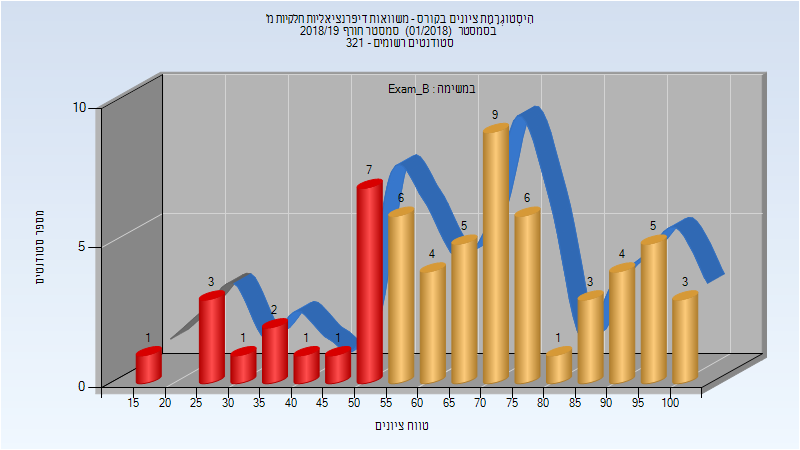 הִיסְטוֹגְרָמַת ציונים בקורס - משוואות דיפרנציאליות חלקיות מ'
בסמסטר (01/2018) סמסטר חורף 2018/19
סטודנטים רשומים - 321
במשימה : Exam_B
מספר סטודנטים
10
5
0
1
3
1
2
1
1
7
6
4
5
9
6
1
3
4
5
3
15 20 25 30 35 40 45 50 55 60 65 70 75 80 85 90 95 100
טווח ציונים